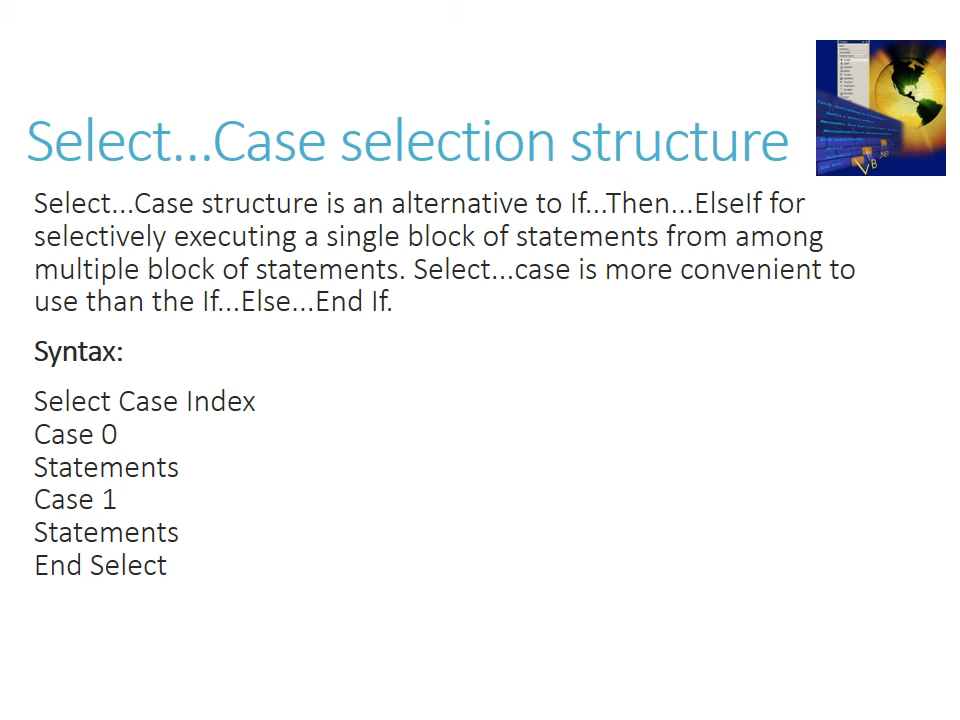 Select...Case selection structure
Select...Case structure is an alternative to If...Then...ElseIf for
selectively executing a single block of statements from among
multiple block of statements. Select...case is more convenient to
use than the If...Else...End If.
Syntax:
Select Case Index
Case 0
Statements
Case 1
Statements
End Select
VB
.NET